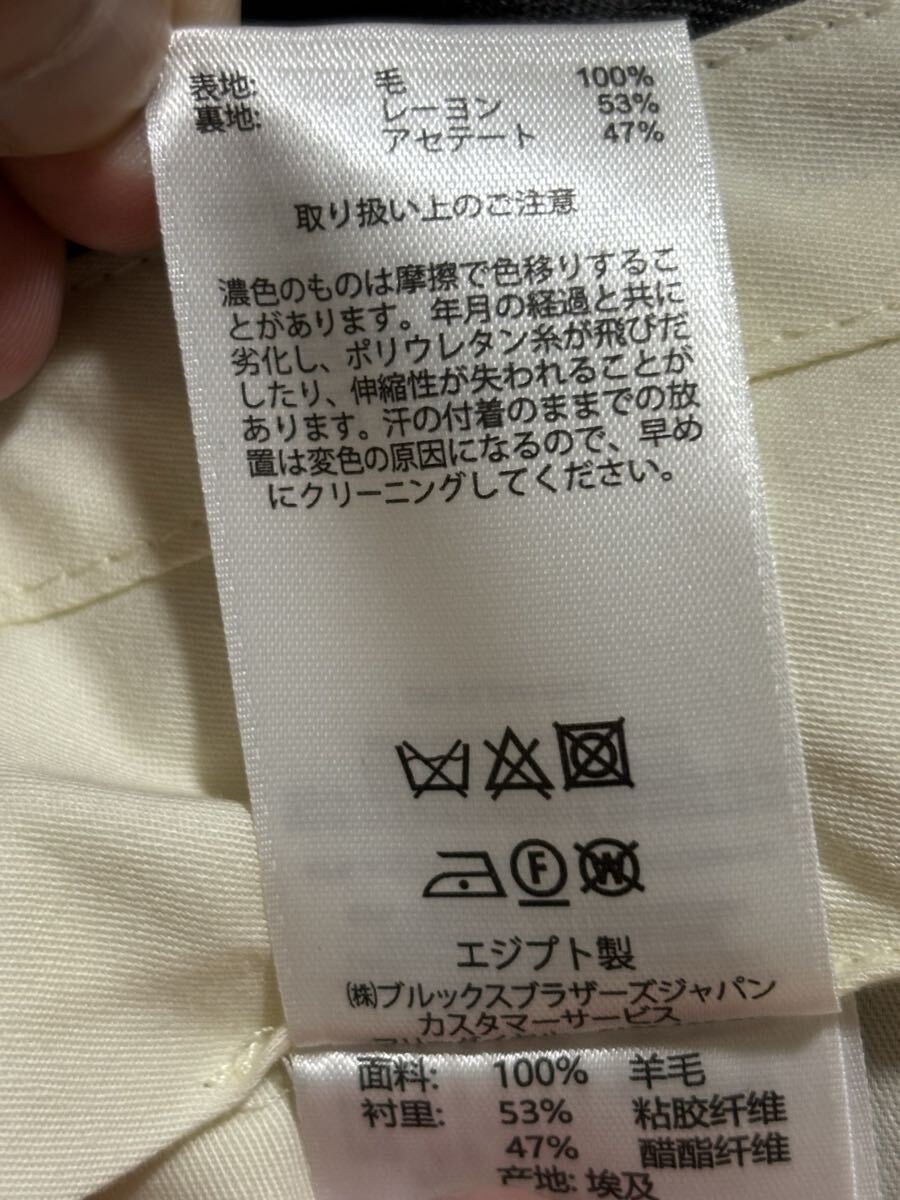 表地: 毛 100%
裏地: レーヨン 53%
アセテート 47%
取り扱い上のご注意
濃色のものは摩擦で色移りするこ
とがあります。年月の経過と共に
劣化し、ポリウレタン糸が飛びだ
したり、伸縮性が失われることが
あります。汗の付着のままでの放
置は変色の原因になるので、早め
にクリーニングしてください。
F W
エジプト製
㈱ブルックスブラザーズジャパン
カスタマーサービス
面料: 100% 羊毛
衬里: 53% 粘胶纤维
47% 醋酯纤维
产地: 埃及